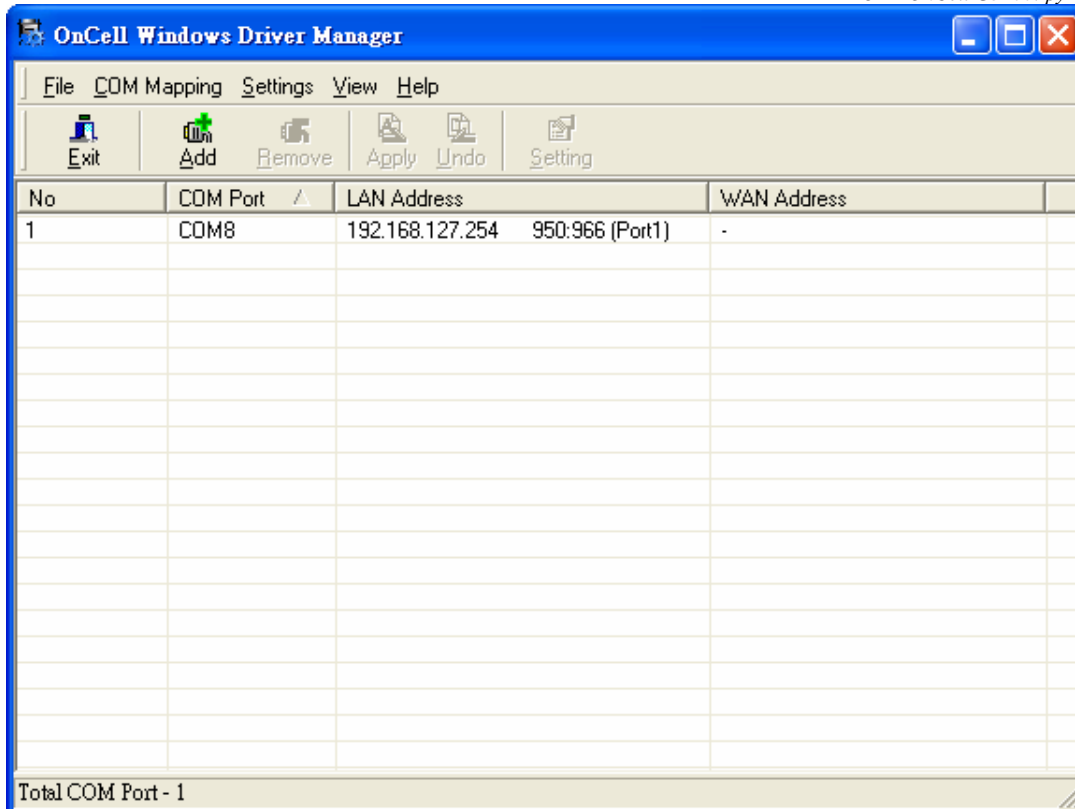 OnCell Windows Driver Manager
File COM Mapping Settings View Help
Exit Add Remove Apply Undo Setting
No COM Port LAN Address WAN Address
1 COM8 192.168.127.254 950:966 (Port1) -
Total COM Port - 1